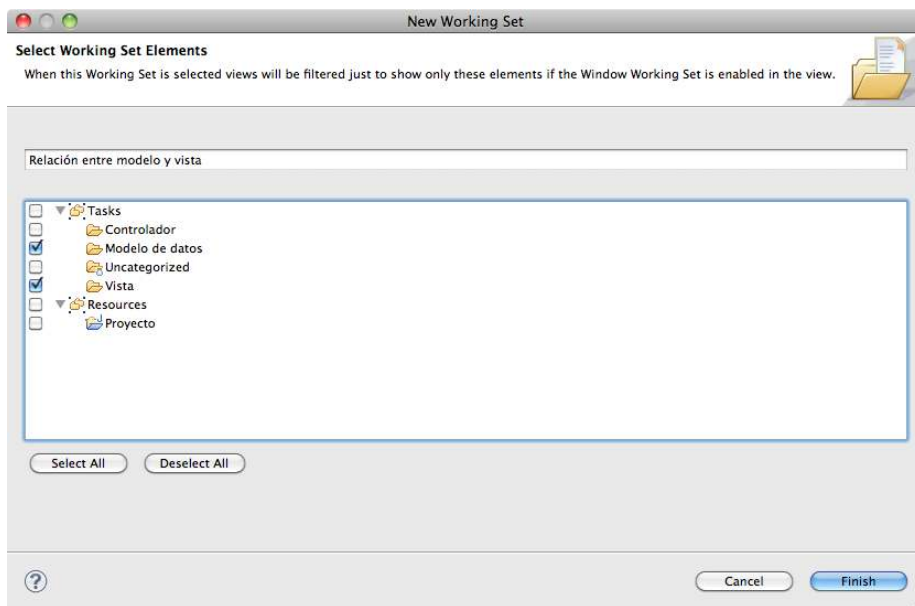 New Working Set
Select Working Set Elements
When this Working Set is selected views will be filtered just to show only these elements if the Window Working Set is enabled in the view.
Relación entre modelo y vista
Tasks
Controlador
Modelo de datos
Uncategorized
Vista
Resources
Proyecto
Select All
Deselect All
?
Cancel
Finish